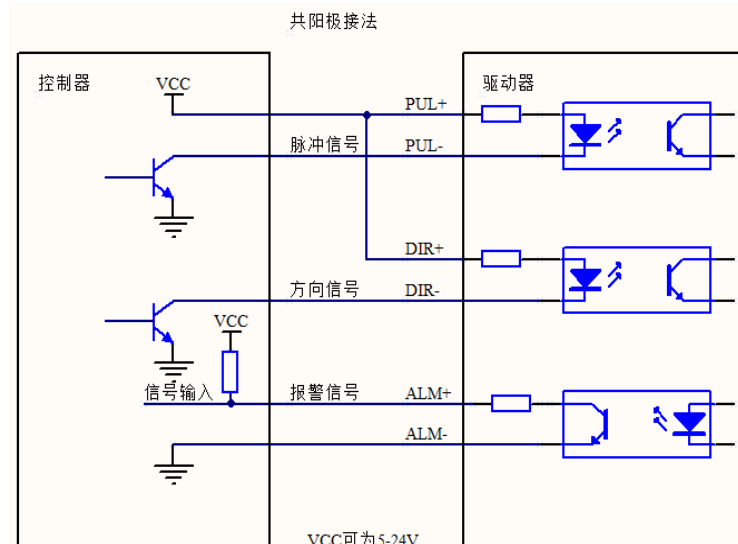 共阳极接法
控制器
VCC
驱动器
PUL+
脉冲信号
PUL-
DIR+
方向信号
DIR-
VCC
信号输入
报警信号
ALM+
ALM-
VCC可为5-24V